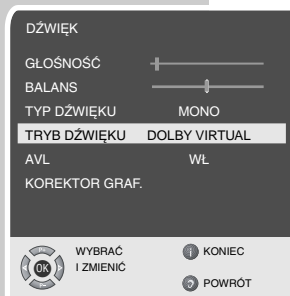 DŹWIĘK
GŁOŚNOŚĆ
BALANS
TYP DŹWIĘKU MONO
TRYB DŹWIĘKU DOLBY VIRTUAL
AVL WŁ
KOREKTOR GRAF.
OK
WYBRAĆ
I ZMIENIĆ
i KONIEC
POWRÓT